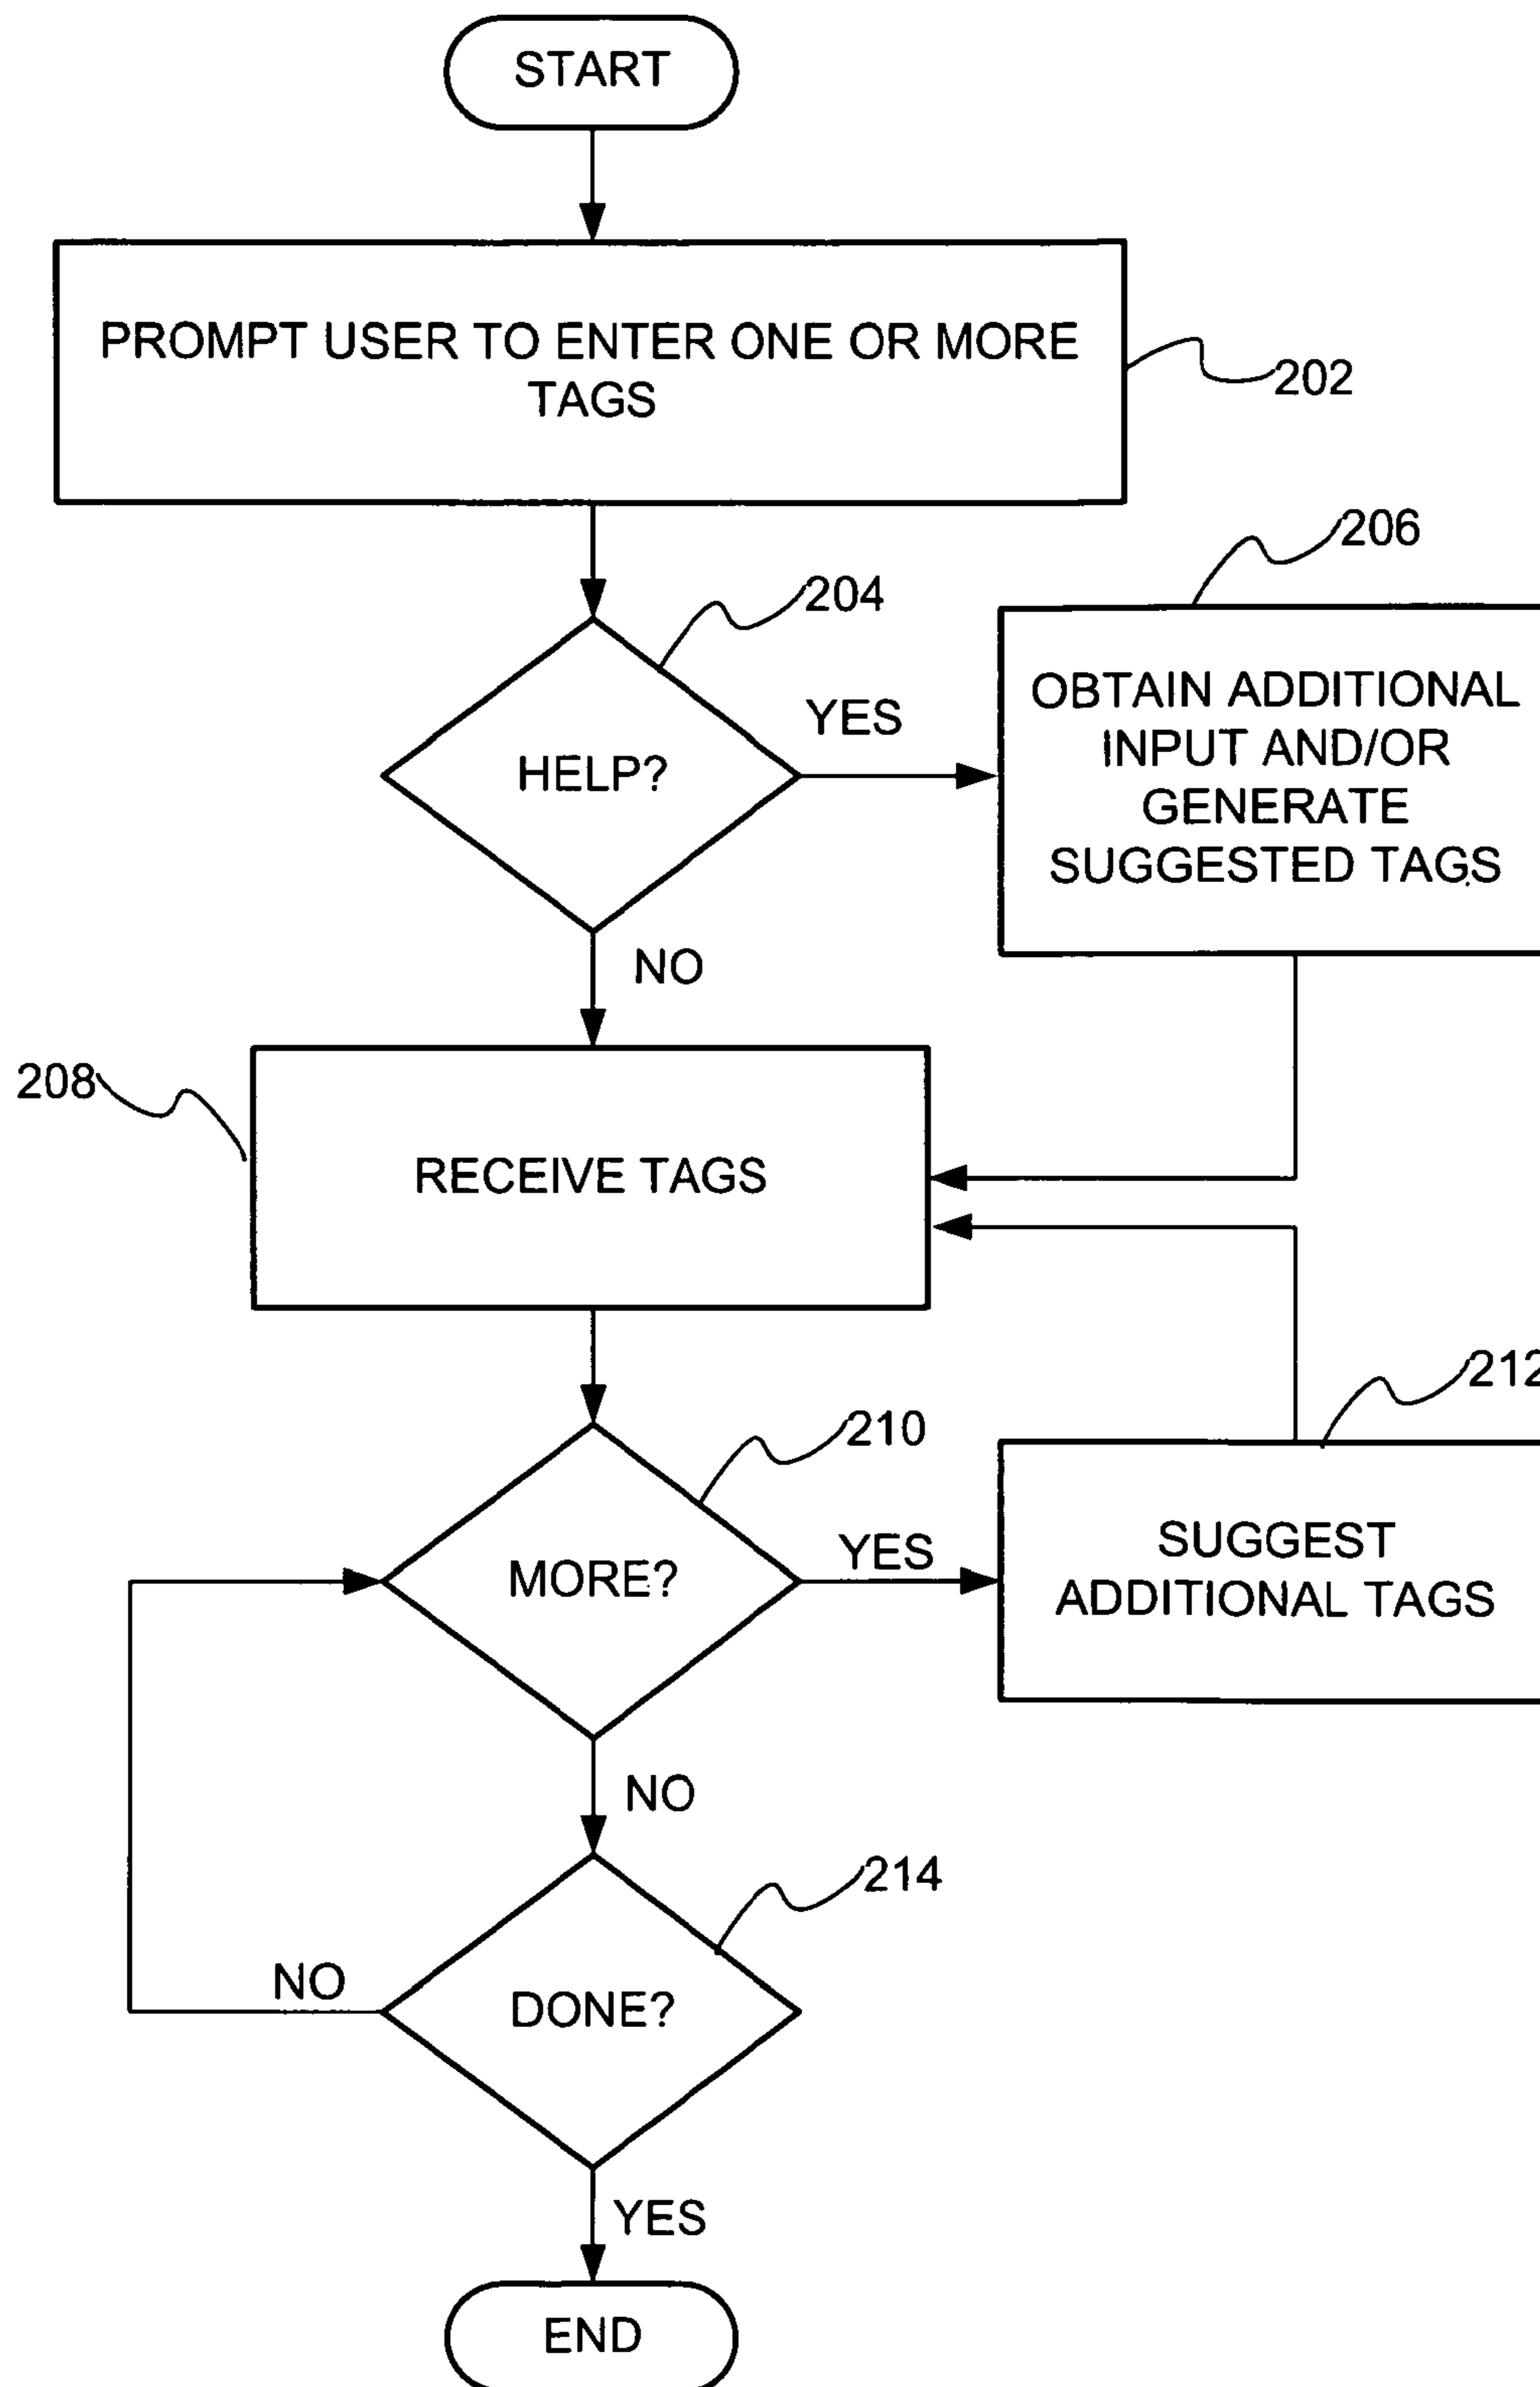 START
PROMPT USER TO ENTER ONE OR MORE
TAGS
202
204
206
HELP?
YES
OBTAIN ADDITIONAL
INPUT AND/OR
GENERATE
SUGGESTED TAGS
NO
208
RECEIVE TAGS
210
212
MORE?
YES
SUGGEST
ADDITIONAL TAGS
NO
214
DONE?
NO
YES
END